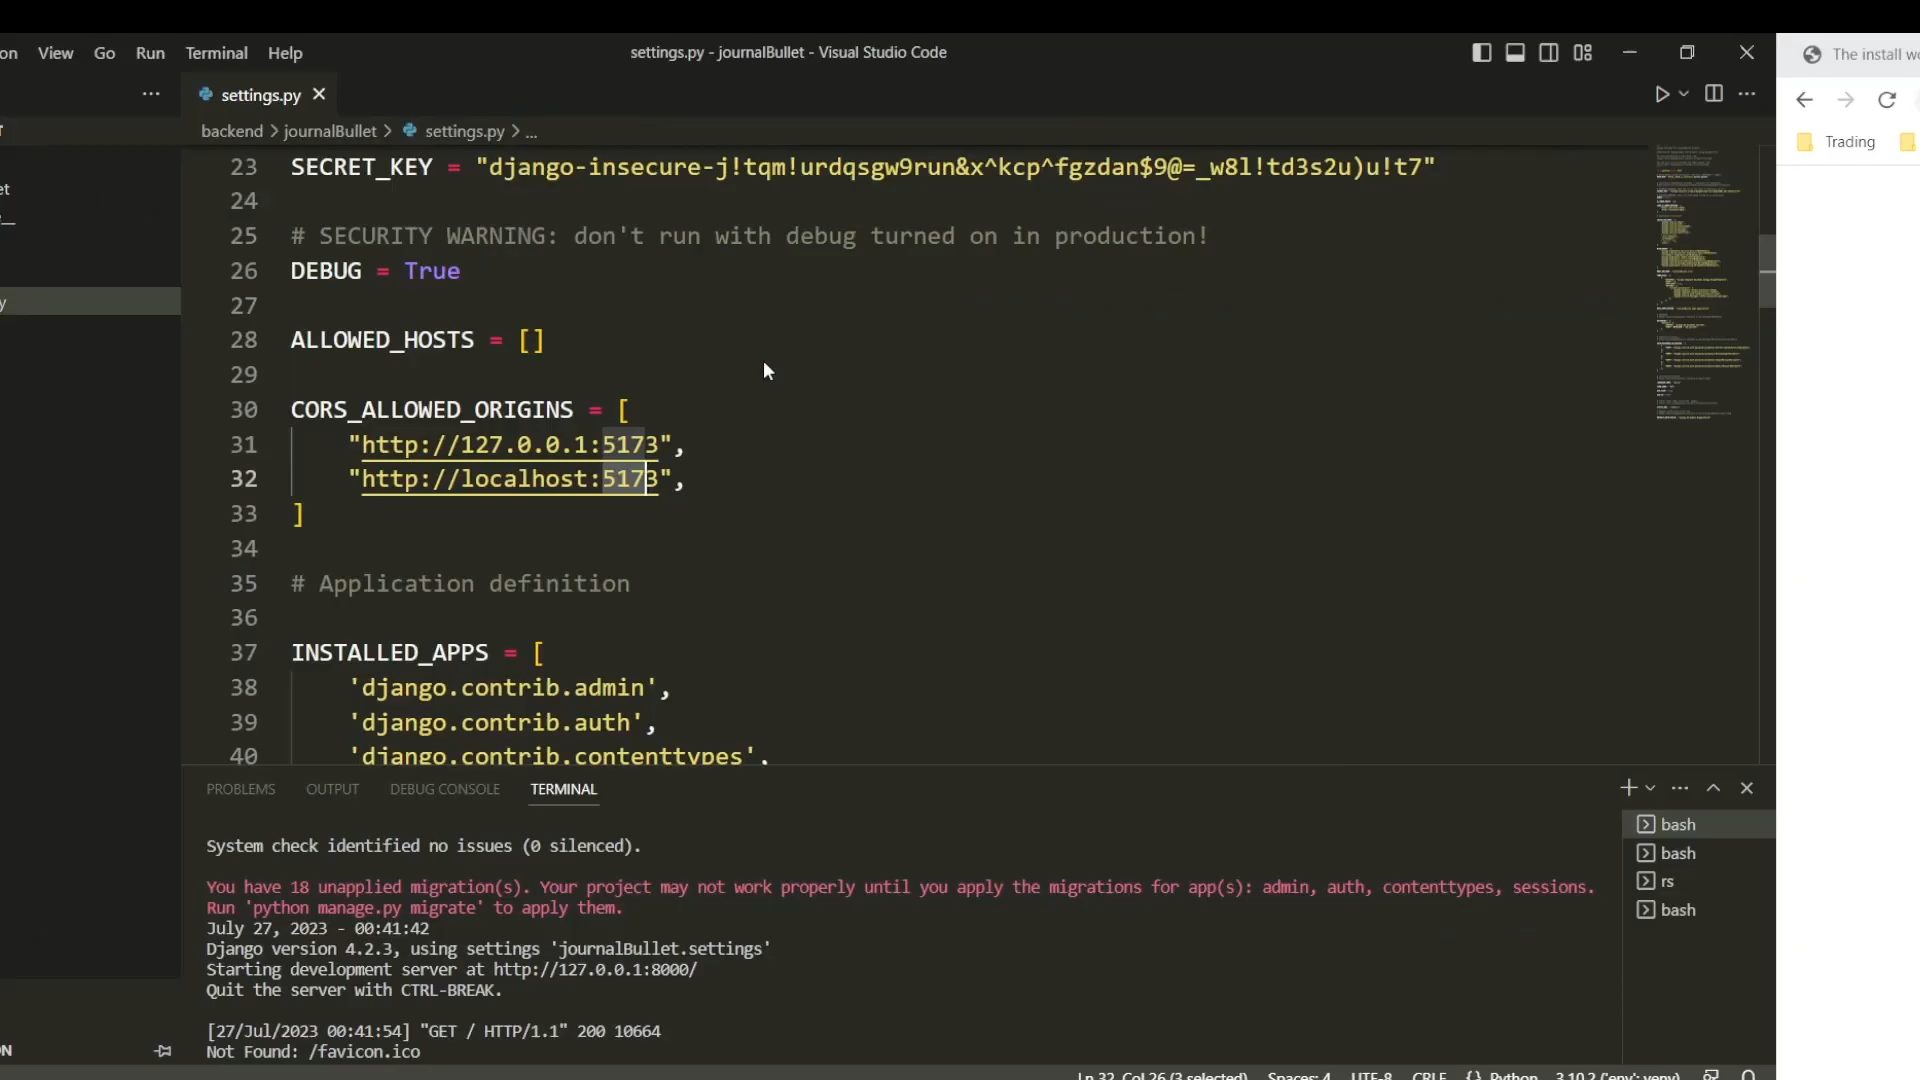 on View Go Run Terminal Help settings.py - journalBullet - Visual Studio Code The install wo
settings.py
backend > journalBullet > settings.py > ...
Trading
et
y
23 SECRET_KEY = "django-insecure-j!tqm!urdqsgw9run&x^kcp^fgzdan$9@=_w8l!td3s2u)u!t7"
24
25 # SECURITY WARNING: don't run with debug turned on in production!
26 DEBUG = True
27
28 ALLOWED_HOSTS = []
29
30 CORS_ALLOWED_ORIGINS = [
31 "http://127.0.0.1:5173",
32 "http://localhost:5173",
33 ]
34
35 # Application definition
36
37 INSTALLED_APPS = [
38 'django.contrib.admin',
39 'django.contrib.auth',
40 'django.contrib.contenttypes',
PROBLEMS OUTPUT DEBUG CONSOLE TERMINAL
System check identified no issues (0 silenced).
You have 18 unapplied migration(s). Your project may not work properly until you apply the migrations for app(s): admin, auth, contenttypes, sessions.
Run 'python manage.py migrate' to apply them.
July 27, 2023 - 00:41:42
Django version 4.2.3, using settings 'journalBullet.settings'
Starting development server at http://127.0.0.1:8000/
Quit the server with CTRL-BREAK.
[27/Jul/2023 00:41:54] "GET / HTTP/1.1" 200 10664
Not Found: /favicon.ico
bash
bash
rs
bash
ON
Ln 32, Col 26 (3 selected) Spaces: 4 UTF-8 CRLF Python 3.10.2 ('env': venv)